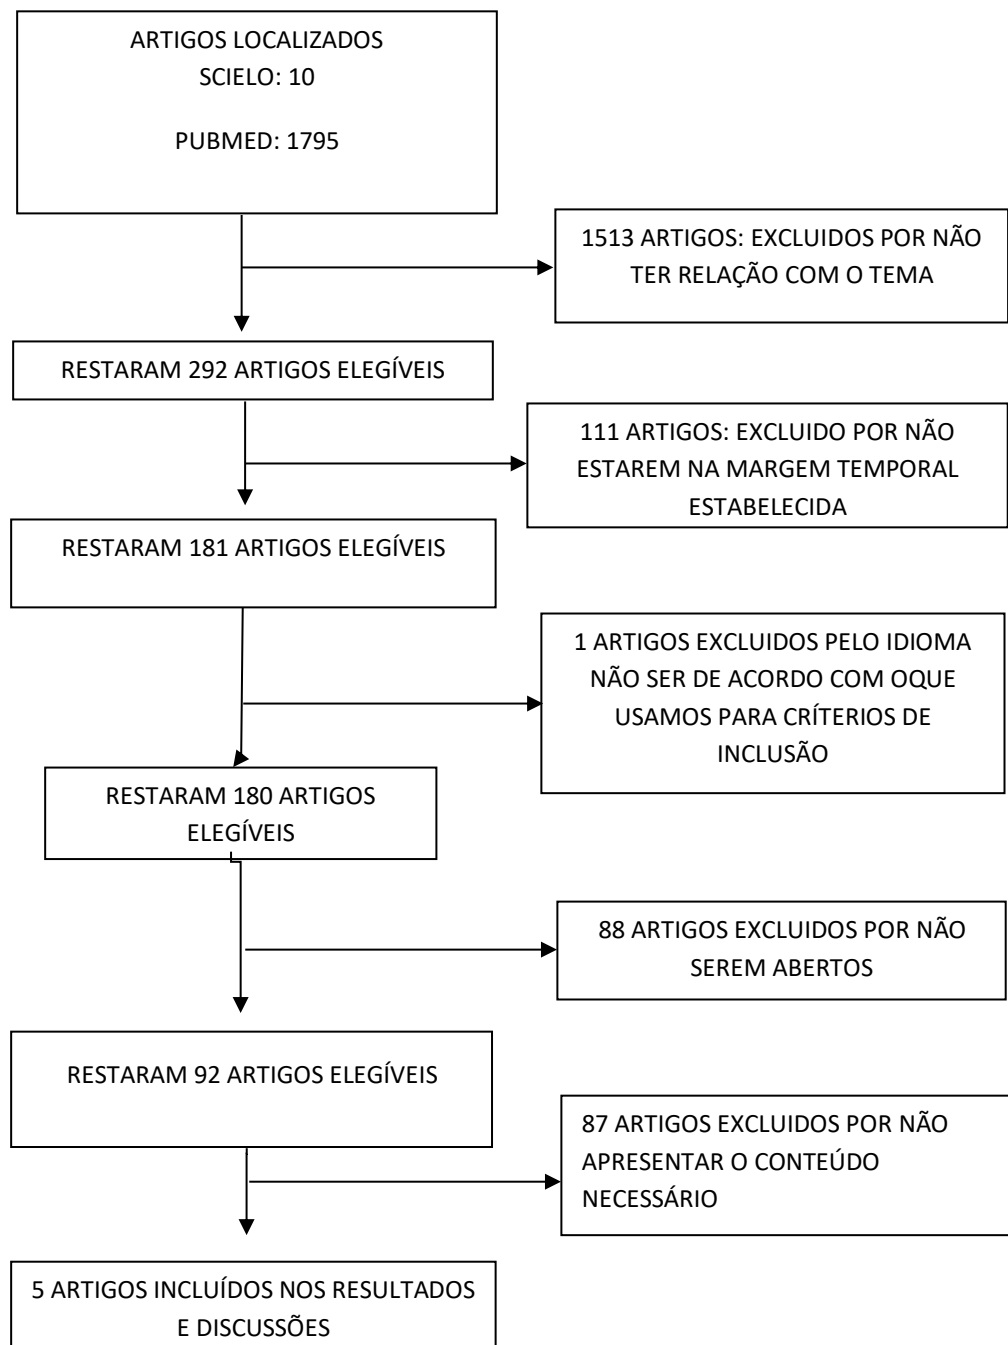 ARTIGOS LOCALIZADOS
SCIELO: 10
PUBMED: 1795
1513 ARTIGOS: EXCLUIDOS POR NÃO
TER RELAÇÃO COM O TEMA
RESTARAM 292 ARTIGOS ELEGÍVEIS
111 ARTIGOS: EXCLUIDO POR NÃO
ESTAREM NA MARGEM TEMPORAL
ESTABELECIDA
RESTARAM 181 ARTIGOS ELEGÍVEIS
1 ARTIGOS EXCLUIDOS PELO IDIOMA
NÃO SER DE ACORDO COM OQUE
USAMOS PARA CRÍTERIOS DE
INCLUSÃO
RESTARAM 180 ARTIGOS
ELEGÍVEIS
88 ARTIGOS EXCLUIDOS POR NÃO
SEREM ABERTOS
RESTARAM 92 ARTIGOS ELEGÍVEIS
87 ARTIGOS EXCLUIDOS POR NÃO
APRESENTAR O CONTEÚDO
NECESSÁRIO
5 ARTIGOS INCLUÍDOS NOS RESULTADOS
E DISCUSSÕES